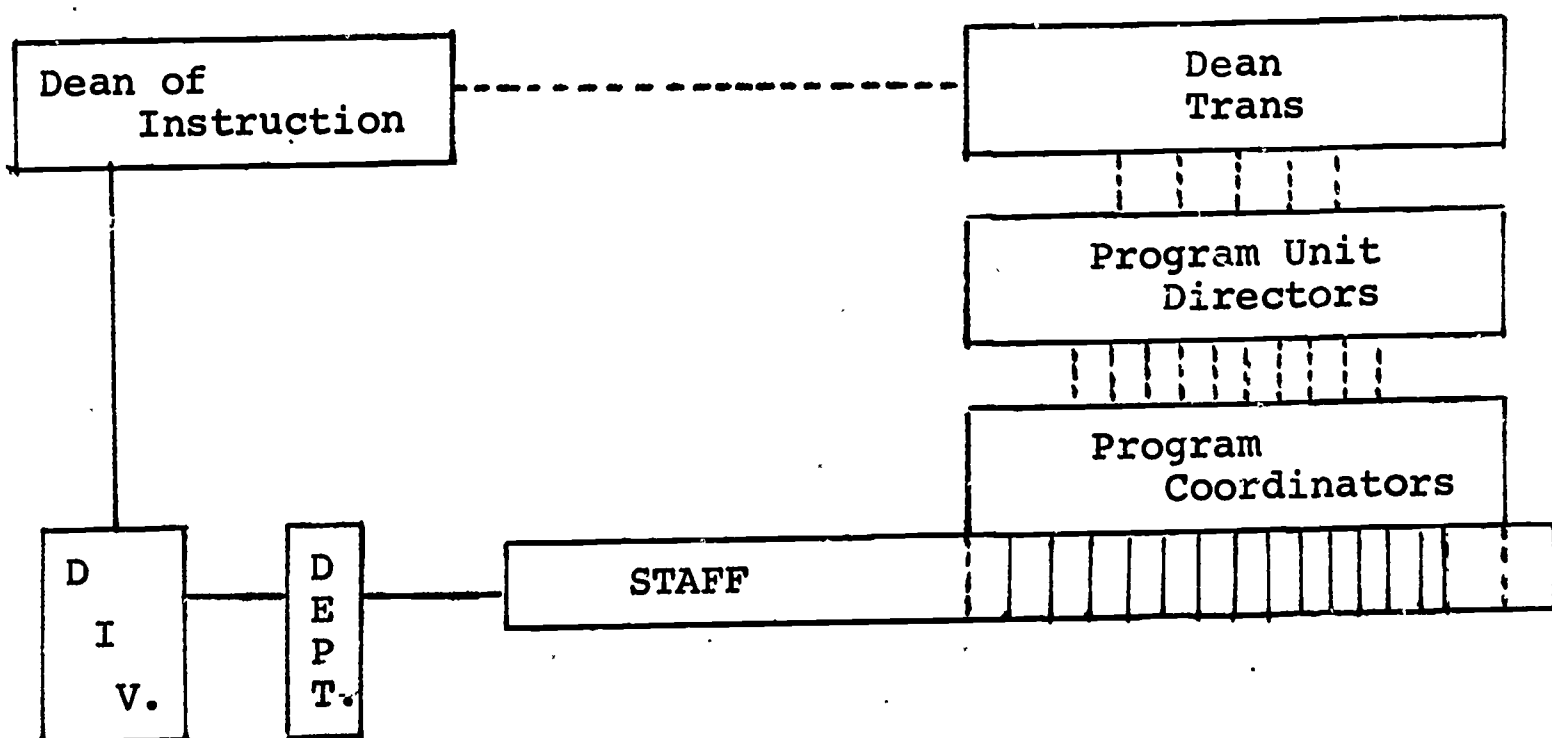 Dean of
Instruction
Dean
Trans
Program Unit
Directors
Program
Coordinators
D
I
V.
D
E
P
T.
STAFF